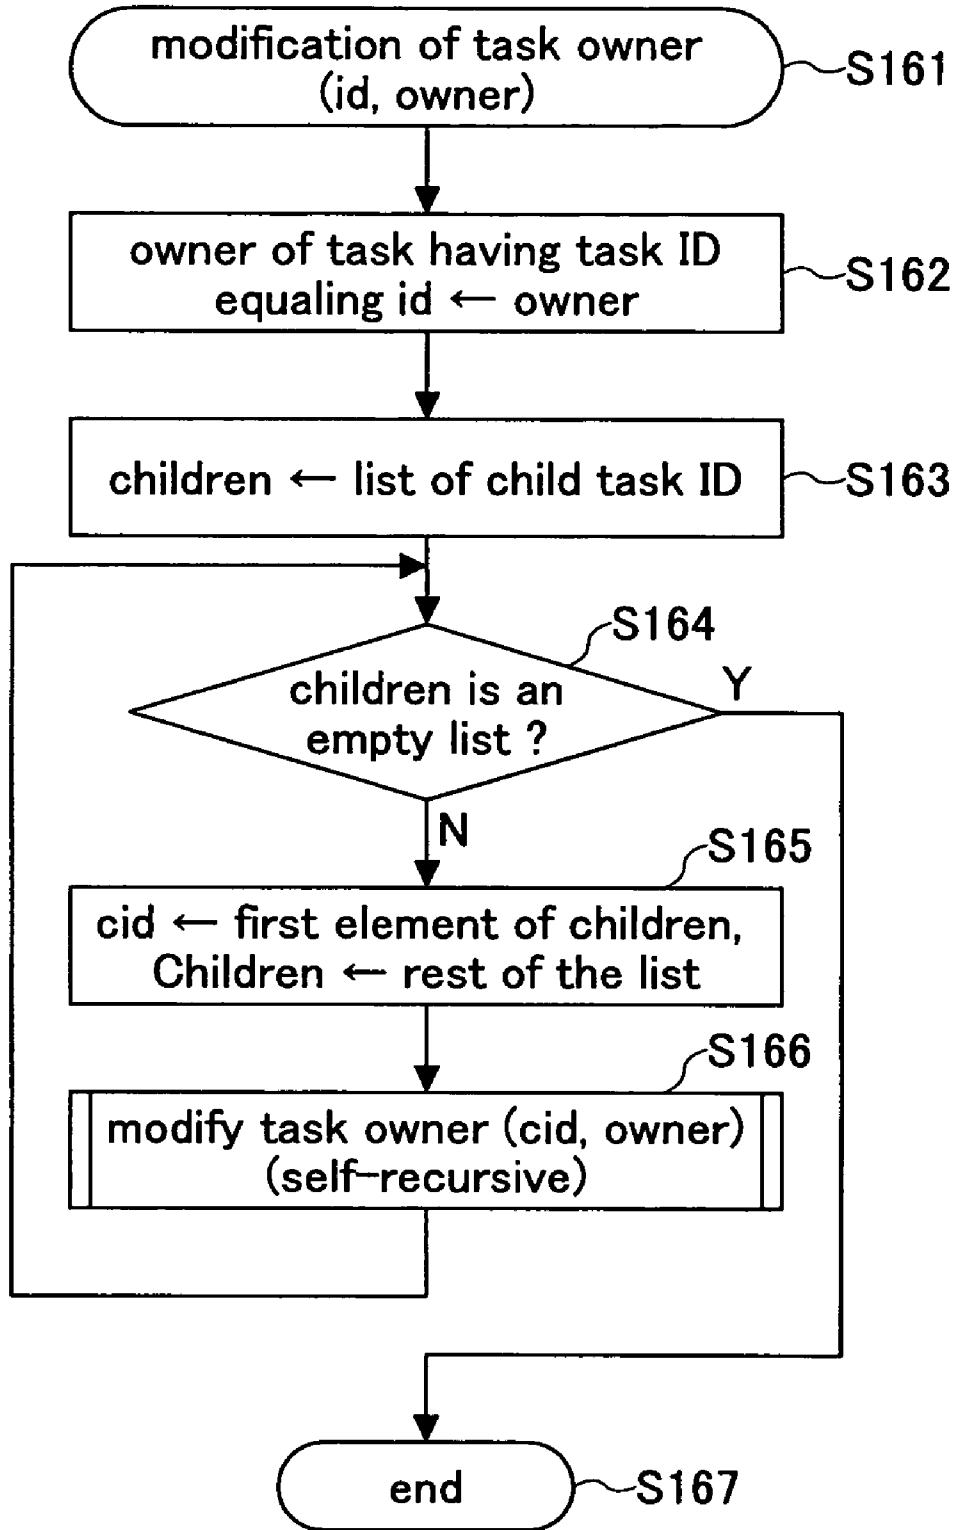 modification of task owner
(id, owner)
S161
owner of task having task ID
equaling id ← owner
S162
children ← list of child task ID
S163
S164
children is an
empty list ?
Y
N
S165
cid ← first element of children,
Children ← rest of the list
S166
modify task owner (cid, owner)
(self-recursive)
end
S167